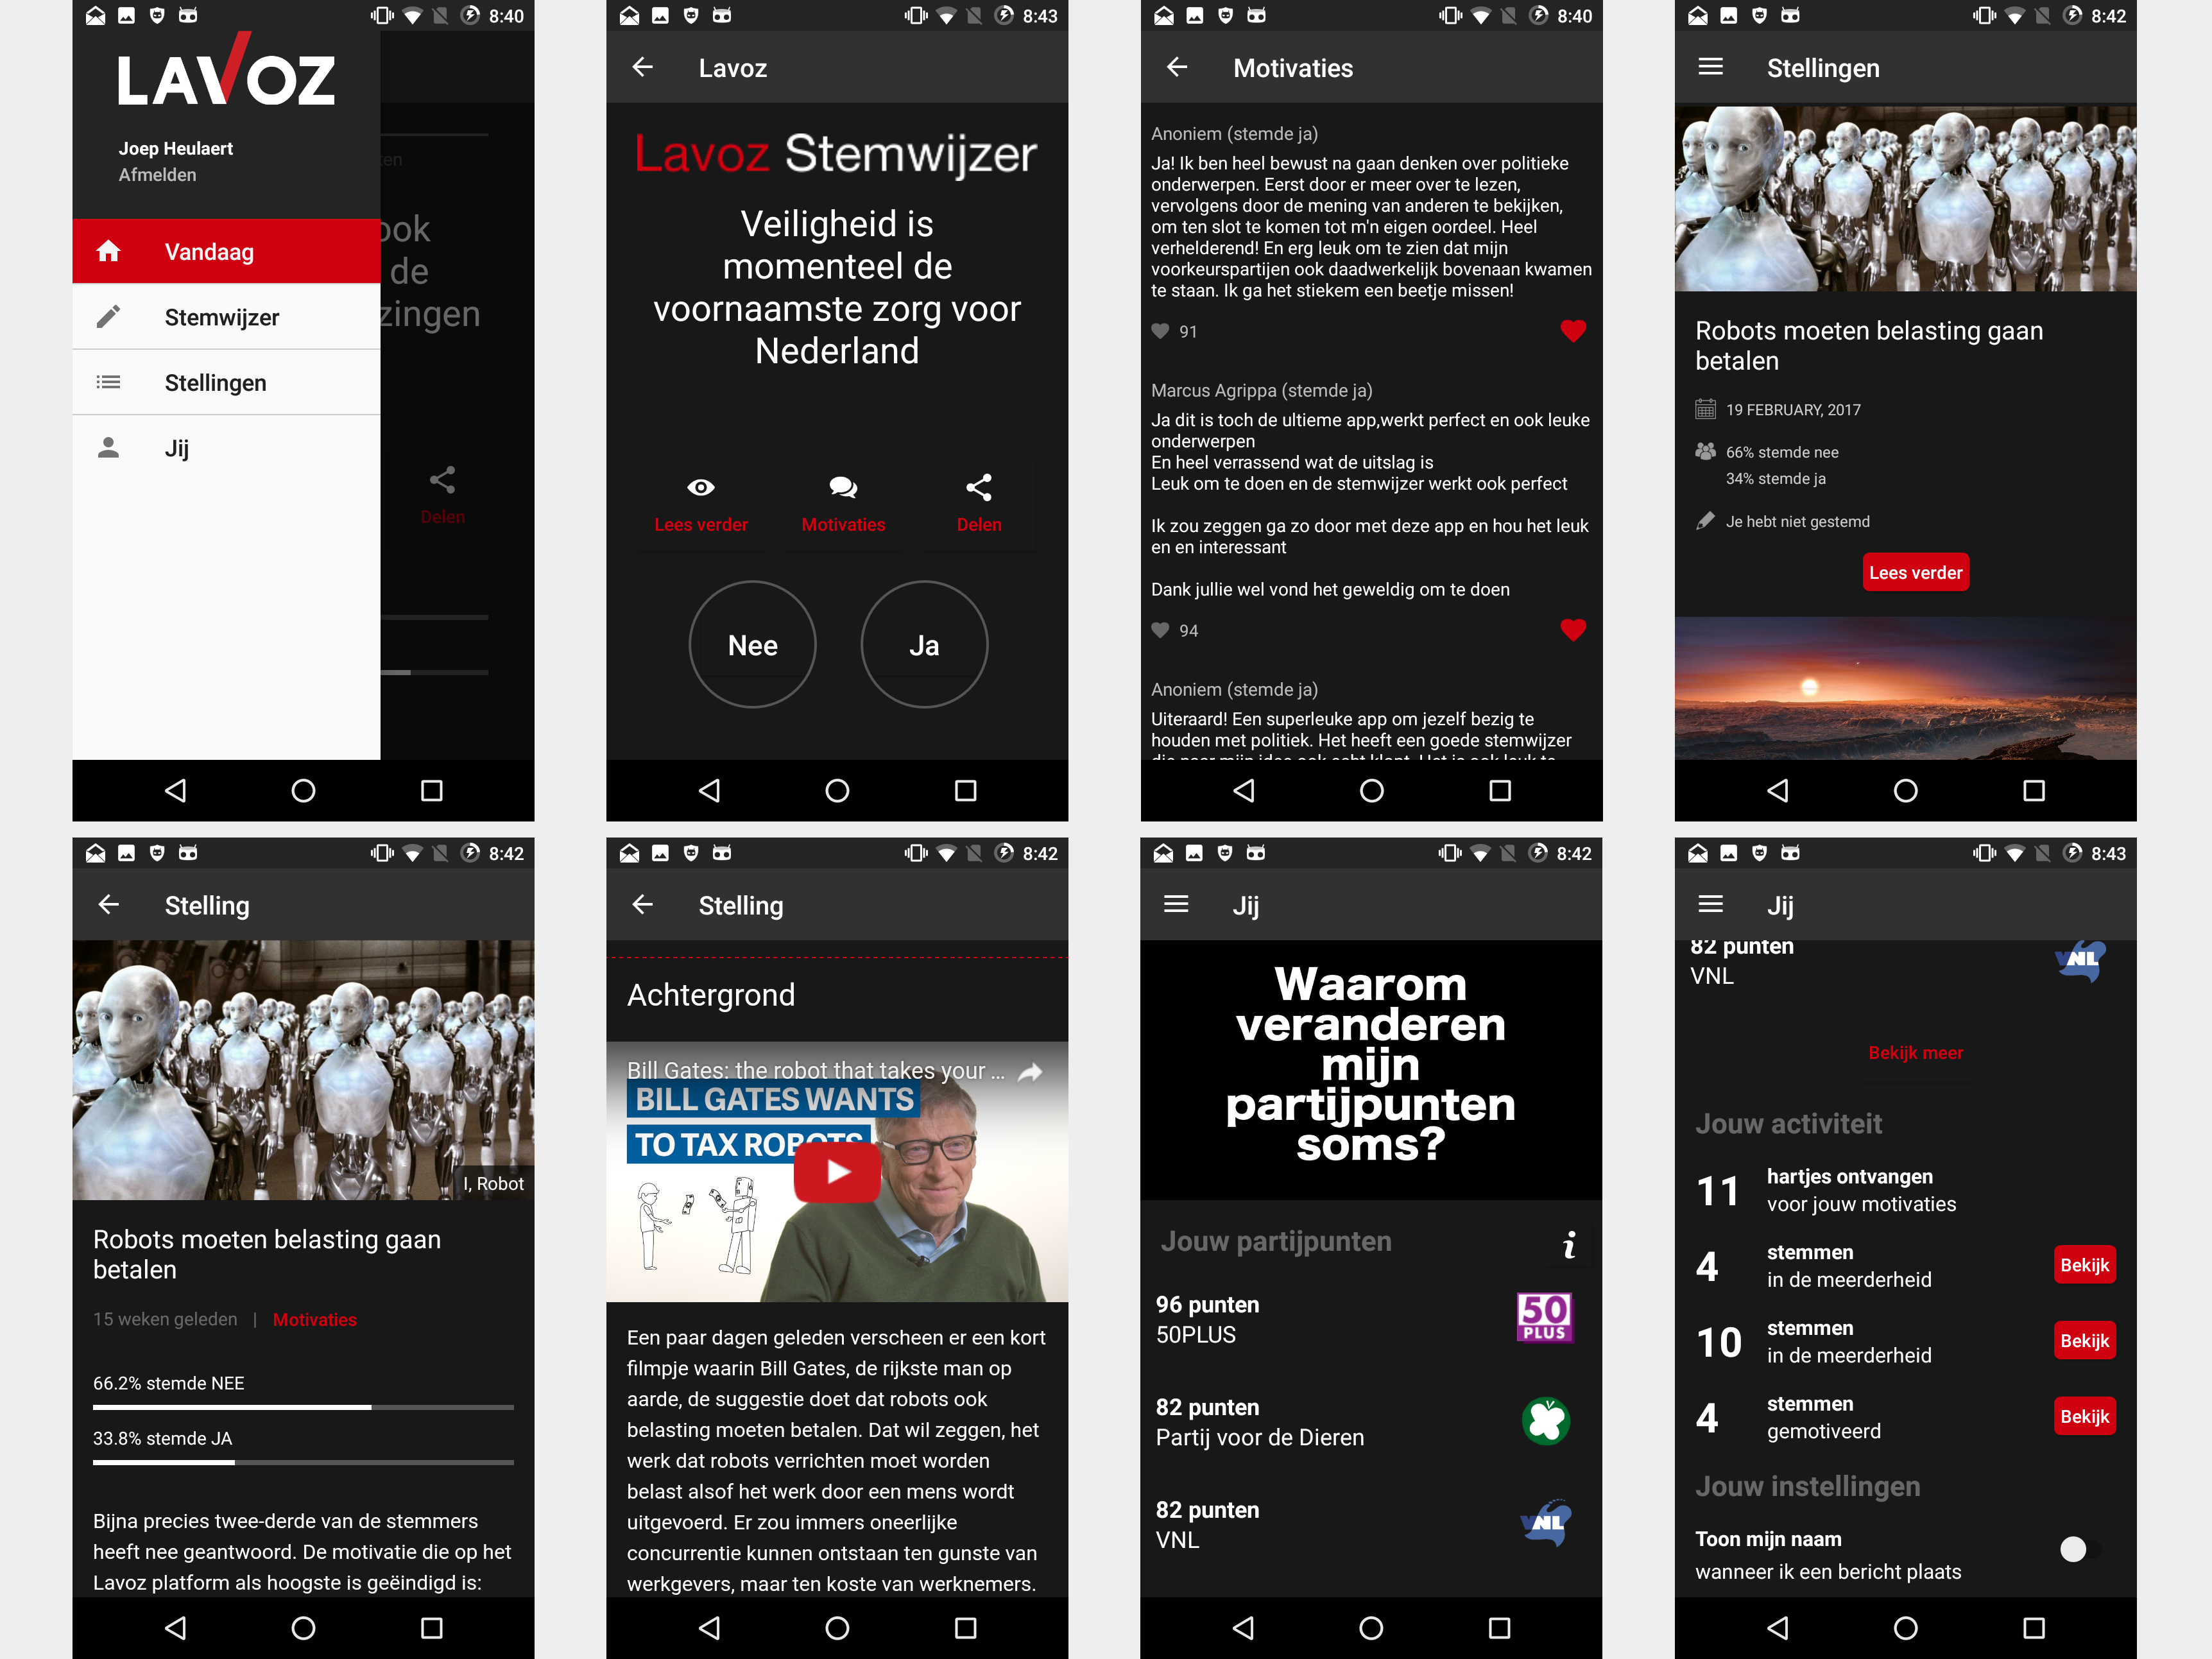 8:40
LAVOZ
Joep Heulaert
Afmelden
Vandaag
Stemwijzer
Stellingen
Jij
ten
ook
de
zingen
Delen
8:43
Lavoz
Lavoz Stemwijzer
Veiligheid is
momenteel de
voornaamste zorg voor
Nederland
Lees verder
Motivaties
Delen
Nee
Ja
8:40
Motivaties
Anoniem (stemde ja)
Ja! Ik ben heel bewust na gaan denken over politieke
onderwerpen. Eerst door er meer over te lezen,
vervolgens door de mening van anderen te bekijken,
om ten slot te komen tot m'n eigen oordeel. Heel
verhelderend! En erg leuk om te zien dat mijn
voorkeurspartijen ook daadwerkelijk bovenaan kwamen
te staan. Ik ga het stiekem een beetje missen!
91
Marcus Agrippa (stemde ja)
Ja dit is toch de ultieme app,werkt perfect en ook leuke
onderwerpen
En heel verrassend wat de uitslag is
Leuk om te doen en de stemwijzer werkt ook perfect
Ik zou zeggen ga zo door met deze app en hou het leuk
en en interessant
Dank jullie wel vond het geweldig om te doen
94
Anoniem (stemde ja)
Uiteraard! Een superleuke app om jezelf bezig te
houden met politiek. Het heeft een goede stemwijzer
die naar mijn idee ook echt klopt. Het is ook leuk te
8:42
Stellingen
Robots moeten belasting gaan
betalen
19 FEBRUARY, 2017
66% stemde nee
34% stemde ja
Je hebt niet gestemd
Lees verder
8:42
Stelling
I, Robot
Robots moeten belasting gaan
betalen
15 weken geleden | Motivaties
66.2% stemde NEE
33.8% stemde JA
Bijna precies twee-derde van de stemmers
heeft nee geantwoord. De motivatie die op het
Lavoz platform als hoogste is geëindigd is:
8:42
Stelling
Achtergrond
Bill Gates: the robot that takes your ...
BILL GATES WANTS
TO TAX ROBOTS
Een paar dagen geleden verscheen er een kort
filmpje waarin Bill Gates, de rijkste man op
aarde, de suggestie doet dat robots ook
belasting moeten betalen. Dat wil zeggen, het
werk dat robots verrichten moet worden
belast alsof het werk door een mens wordt
uitgevoerd. Er zou immers oneerlijke
concurrentie kunnen ontstaan ten gunste van
werkgevers, maar ten koste van werknemers.
8:42
Jij
Waarom
veranderen
mijn
partijpunten
soms?
Jouw partijpunten
i
96 punten
50PLUS
50
PLUS
82 punten
Partij voor de Dieren
82 punten
VNL
VNL
8:43
Jij
82 punten
VNL
VNL
Bekijk meer
Jouw activiteit
11
hartjes ontvangen
voor jouw motivaties
4
stemmen
in de meerderheid
Bekijk
10
stemmen
in de meerderheid
Bekijk
4
stemmen
gemotiveerd
Bekijk
Jouw instellingen
Toon mijn naam
wanneer ik een bericht plaats